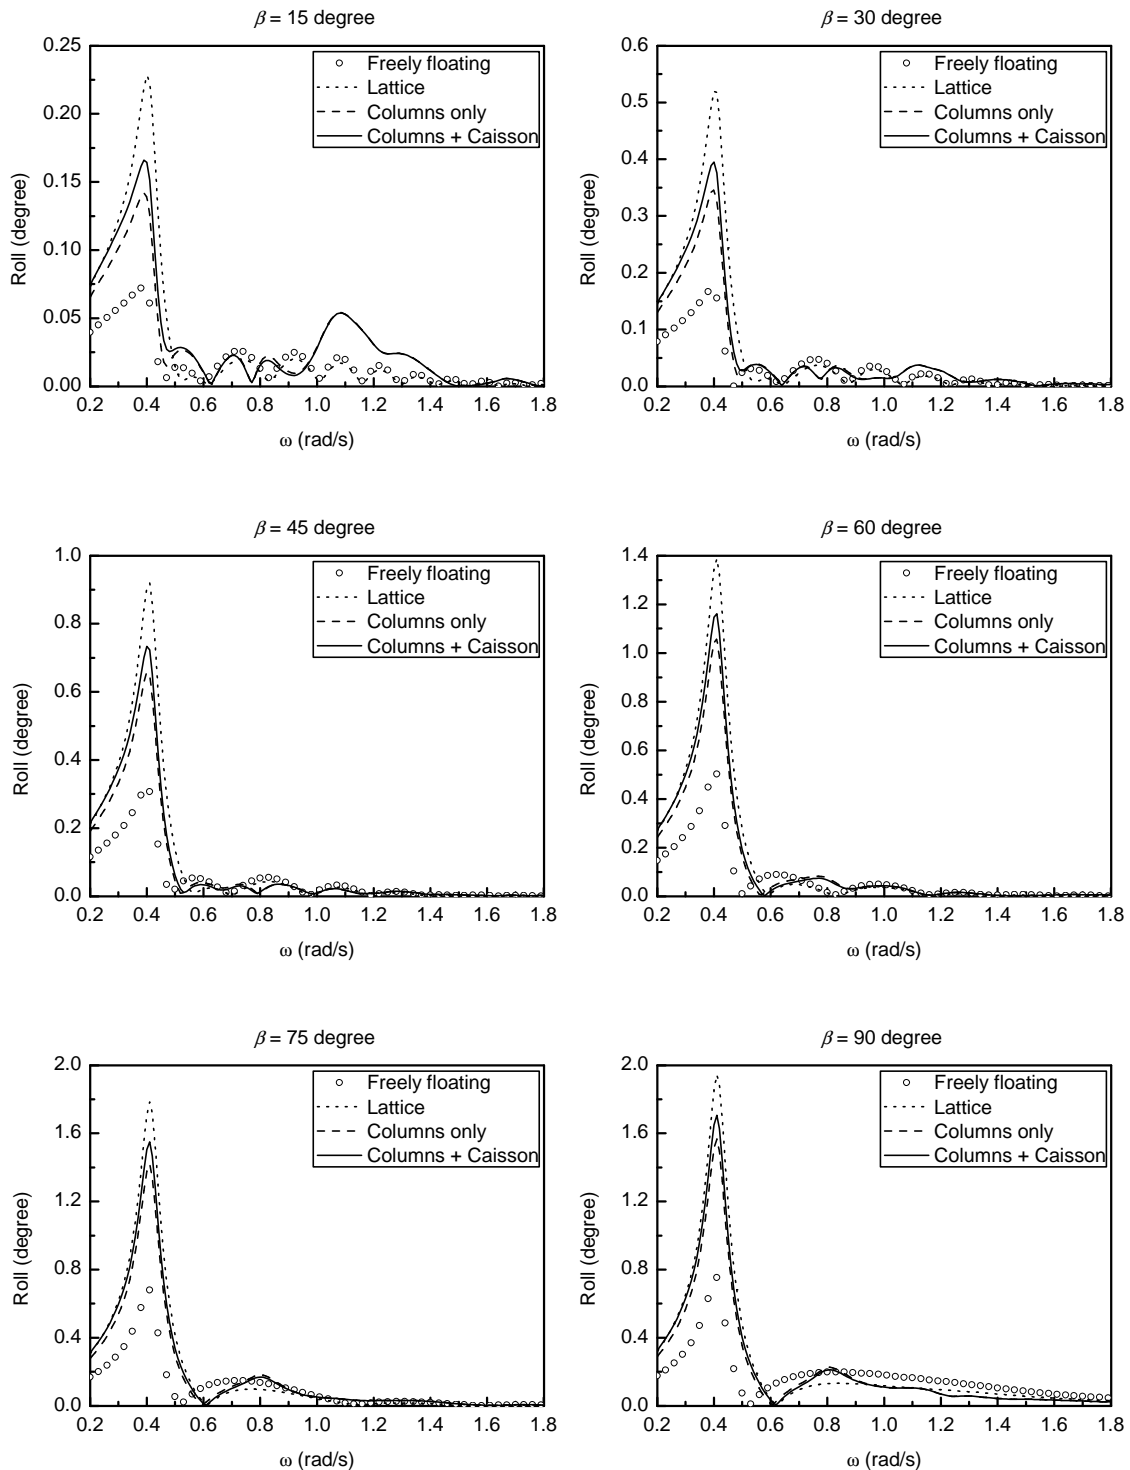 β = 15 degree
0.25
0.20
0.15
0.10
0.05
0.00
Roll (degree)
Freely floating
Lattice
Columns only
Columns + Caisson
0.2 0.4 0.6 0.8 1.0 1.2 1.4 1.6 1.8
ω (rad/s)
β = 30 degree
0.6
0.5
0.4
0.3
0.2
0.1
0.0
Roll (degree)
Freely floating
Lattice
Columns only
Columns + Caisson
0.2 0.4 0.6 0.8 1.0 1.2 1.4 1.6 1.8
ω (rad/s)
β = 45 degree
1.0
0.8
0.6
0.4
0.2
0.0
Roll (degree)
Freely floating
Lattice
Columns only
Columns + Caisson
0.2 0.4 0.6 0.8 1.0 1.2 1.4 1.6 1.8
ω (rad/s)
β = 60 degree
1.4
1.2
1.0
0.8
0.6
0.4
0.2
0.0
Roll (degree)
Freely floating
Lattice
Columns only
Columns + Caisson
0.2 0.4 0.6 0.8 1.0 1.2 1.4 1.6 1.8
ω (rad/s)
β = 75 degree
2.0
1.6
1.2
0.8
0.4
0.0
Roll (degree)
Freely floating
Lattice
Columns only
Columns + Caisson
0.2 0.4 0.6 0.8 1.0 1.2 1.4 1.6 1.8
ω (rad/s)
β = 90 degree
2.0
1.6
1.2
0.8
0.4
0.0
Roll (degree)
Freely floating
Lattice
Columns only
Columns + Caisson
0.2 0.4 0.6 0.8 1.0 1.2 1.4 1.6 1.8
ω (rad/s)